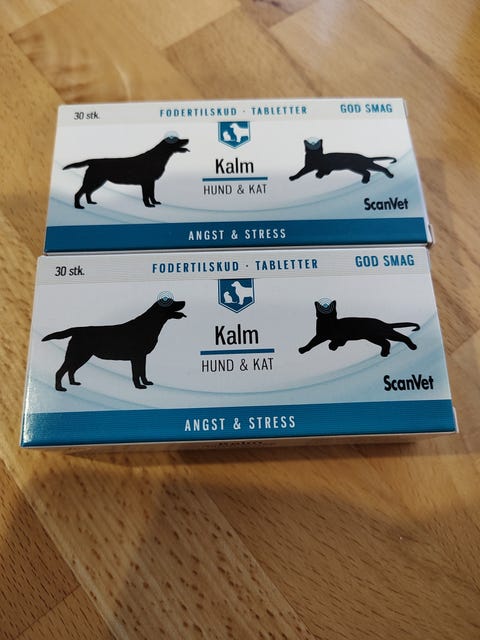 30 stk.
FODERTILSKUD · TABLETTER
GOD SMAG
Kalm
HUND & KAT
ScanVet
ANGST & STRESS
30 stk.
FODERTILSKUD · TABLETTER
GOD SMAG
Kalm
HUND & KAT
ScanVet
ANGST & STRESS
Kalm